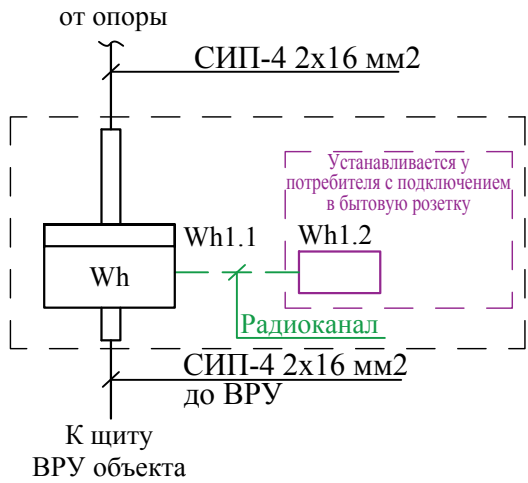 от опоры
СИП-4 2х16 мм2
Устанавливается у
потребителя с подключением
в бытовую розетку
Wh1.1
Wh1.2
Wh
Радиоканал
СИП-4 2х16 мм2
до ВРУ
К щиту
ВРУ объекта